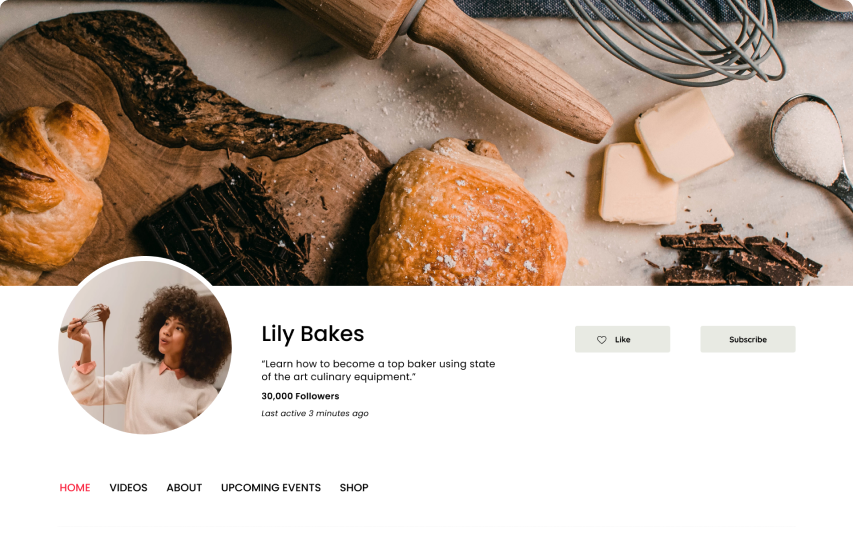 Lily Bakes
Like
Subscribe
“Learn how to become a top baker using state
of the art culinary equipment.”
30,000 Followers
Last active 3 minutes ago
HOME VIDEOS ABOUT UPCOMING EVENTS SHOP